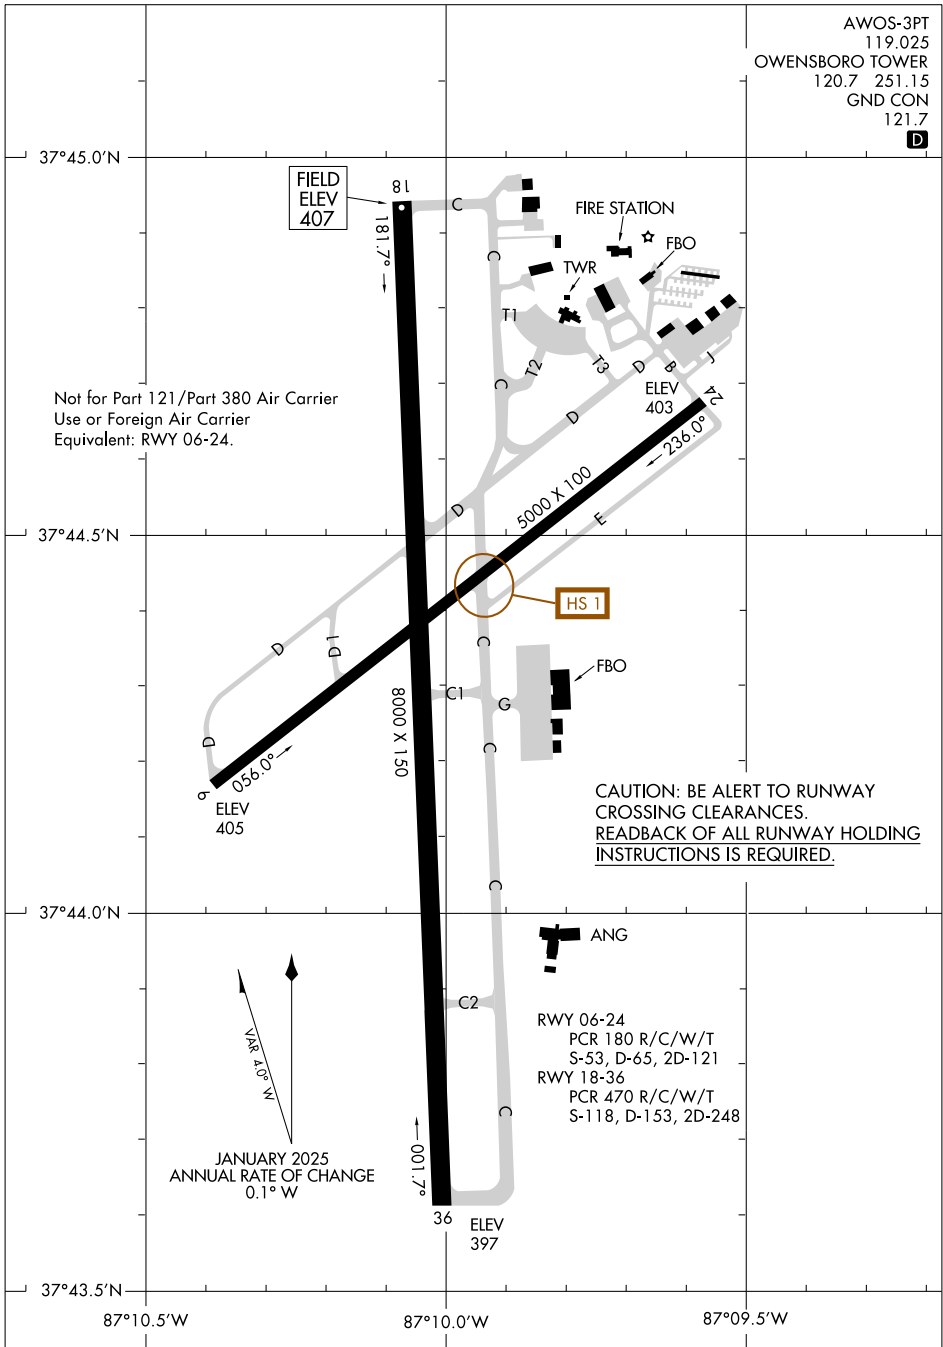 AWOS-3PT
119.025
OWENSBORO TOWER
120.7 251.15
GND CON
121.7
D
37°45.0'N
FIELD
ELEV
407
18
181.7°
C
C
FIRE STATION
FBO
TWR
T1
T2
T3
C
D
B
J
ELEV
403
24
236.0°
Not for Part 121/Part 380 Air Carrier
Use or Foreign Air Carrier
Equivalent: RWY 06-24.
D
D
5000 X 100
E
37°44.5'N
HS 1
D
D1
C
FBO
C1
G
8000 X 150
C
D
056.0°
6
ELEV
405
CAUTION: BE ALERT TO RUNWAY
CROSSING CLEARANCES.
READBACK OF ALL RUNWAY HOLDING
INSTRUCTIONS IS REQUIRED.
C
37°44.0'N
ANG
C2
VAR 4.0° W
RWY 06-24
PCR 180 R/C/W/T
S-53, D-65, 2D-121
RWY 18-36
PCR 470 R/C/W/T
S-118, D-153, 2D-248
C
JANUARY 2025
ANNUAL RATE OF CHANGE
0.1° W
001.7°
36
ELEV
397
37°43.5'N
87°10.5'W
87°10.0'W
87°09.5'W